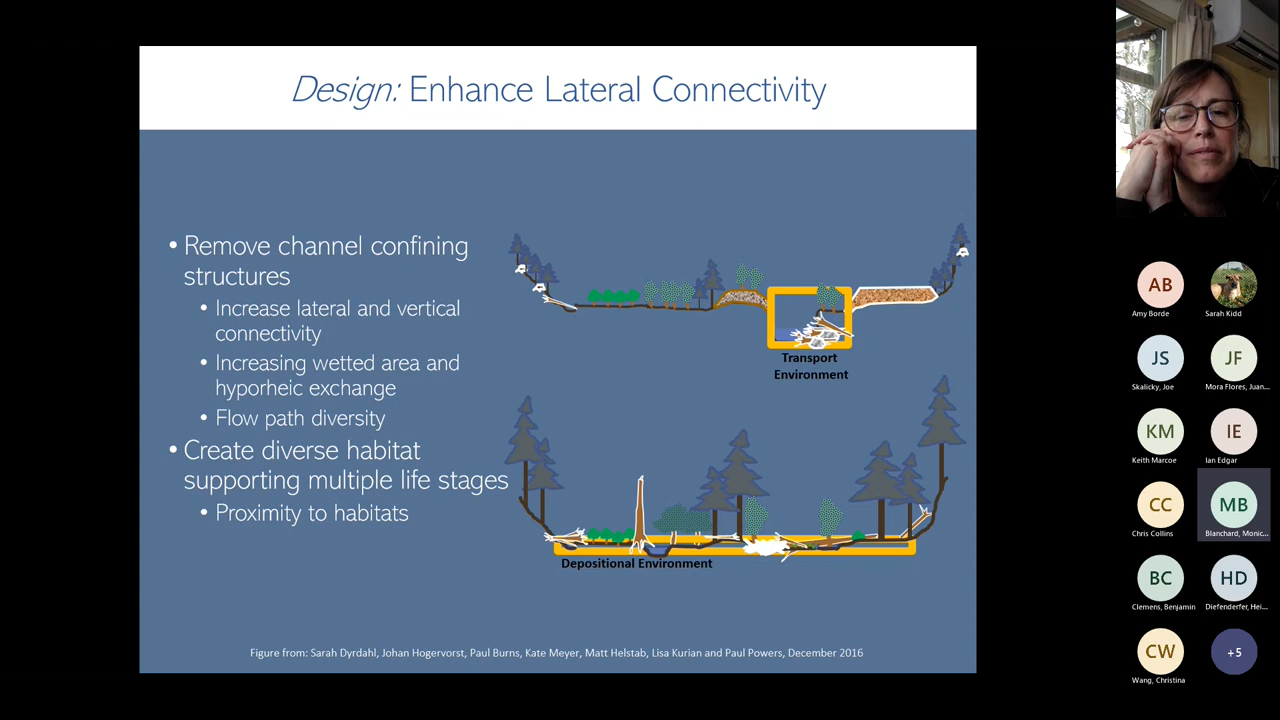 Design: Enhance Lateral Connectivity
• Remove channel confining
structures
• Increase lateral and vertical
connectivity
• Increasing wetted area and
hyporheic exchange
• Flow path diversity
• Create diverse habitat
supporting multiple life stages
• Proximity to habitats
Transport
Environment
Depositional Environment
Figure from: Sarah Dyrdahl, Johan Hogervorst, Paul Burns, Kate Meyer, Matt Helstab, Lisa Kurian and Paul Powers, December 2016
AB
Amy Borde
Sarah Kidd
JS
Skalicky, Joe
JF
Mora Flores, Juan...
KM
Keith Marcoe
IE
Ian Edgar
CC
Chris Collins
MB
Blanchard, Monic...
BC
Clemens, Benjamin
HD
Diefenderfer, Hei...
CW
Wang, Christina
+5